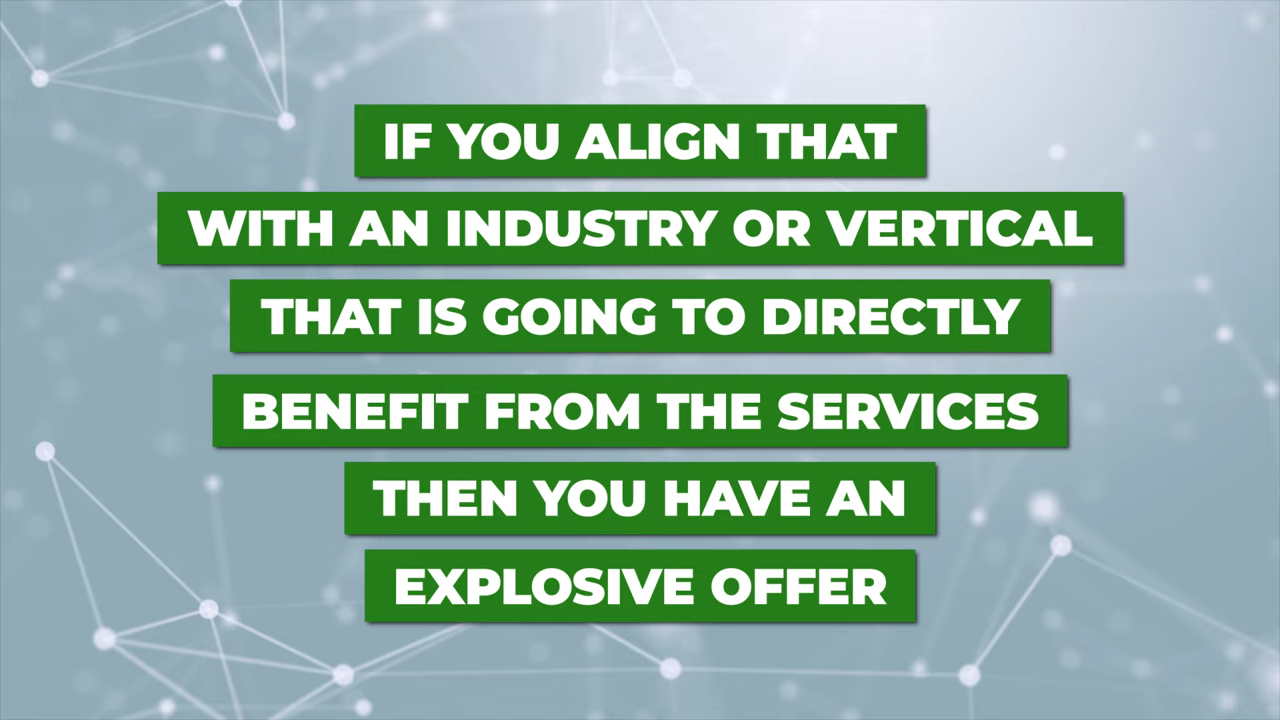 IF YOU ALIGN THAT
WITH AN INDUSTRY OR VERTICAL
THAT IS GOING TO DIRECTLY
BENEFIT FROM THE SERVICES
THEN YOU HAVE AN
EXPLOSIVE OFFER